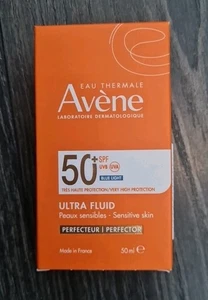 EAU THERMALE
Avène
LABORATOIRE DERMATOLOGIQUE
50+ SPF
UVB UVA
BLUE LIGHT
TRÈS HAUTE PROTECTION/VERY HIGH PROTECTION
ULTRA FLUID
Peaux sensibles - Sensitive skin
PERFECTEUR | PERFECTOR
Made in France
50 ml e